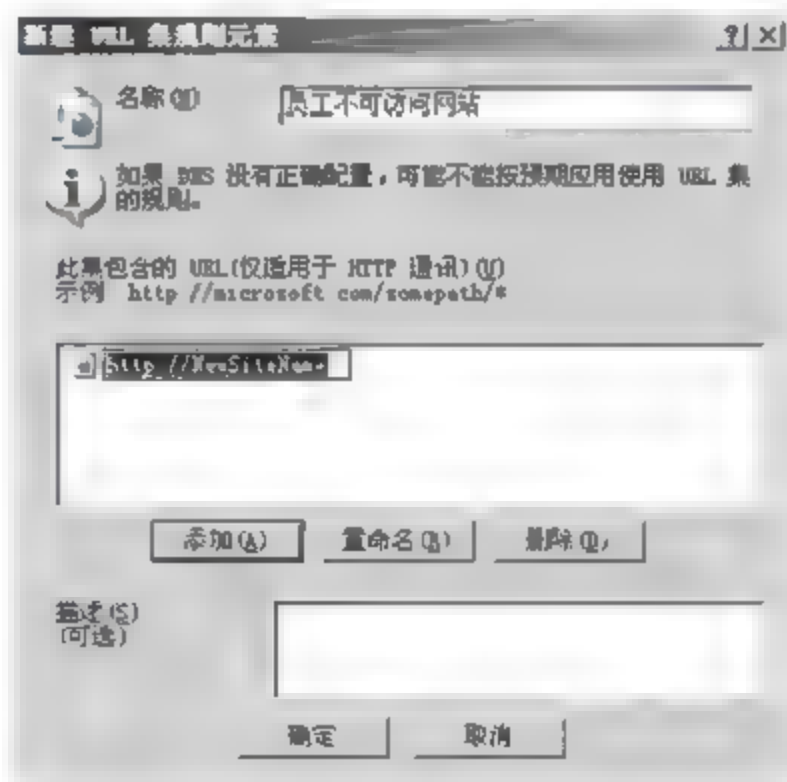 新建 URL 集规则元素
名称(N)
员工不可访问网站
如果 DNS 没有正确配置，可能不能按预期应用使用 URL 集
的规则。
此集包含的 URL(仅适用于 HTTP 通讯)(U)
示例 http //microsoft com/somepath/*
http //NewSiteName
添加(A) 重命名(R) 删除(D)
描述(S)
(可选)
确定 取消